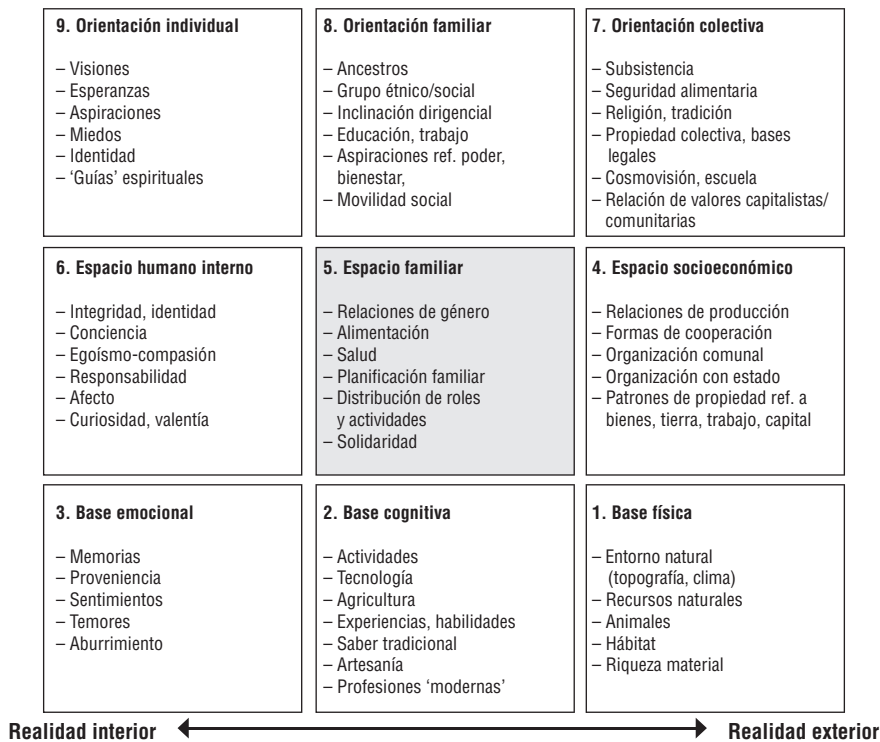 9. Orientación individual
– Visiones
– Esperanzas
– Aspiraciones
– Miedos
– Identidad
– ‘Guías’ espirituales
8. Orientación familiar
– Ancestros
– Grupo étnico/social
– Inclinación dirigencial
– Educación, trabajo
– Aspiraciones ref. poder,
bienestar,
– Movilidad social
7. Orientación colectiva
– Subsistencia
– Seguridad alimentaria
– Religión, tradición
– Propiedad colectiva, bases
legales
– Cosmovisión, escuela
– Relación de valores capitalistas/
comunitarias
6. Espacio humano interno
– Integridad, identidad
– Conciencia
– Egoísmo-compasión
– Responsabilidad
– Afecto
– Curiosidad, valentía
5. Espacio familiar
– Relaciones de género
– Alimentación
– Salud
– Planificación familiar
– Distribución de roles
y actividades
– Solidaridad
4. Espacio socioeconómico
– Relaciones de producción
– Formas de cooperación
– Organización comunal
– Organización con estado
– Patrones de propiedad ref. a
bienes, tierra, trabajo, capital
3. Base emocional
– Memorias
– Proveniencia
– Sentimientos
– Temores
– Aburrimiento
2. Base cognitiva
– Actividades
– Tecnología
– Agricultura
– Experiencias, habilidades
– Saber tradicional
– Artesanía
– Profesiones ‘modernas’
1. Base física
– Entorno natural
(topografía, clima)
– Recursos naturales
– Animales
– Hábitat
– Riqueza material
Realidad interior
Realidad exterior